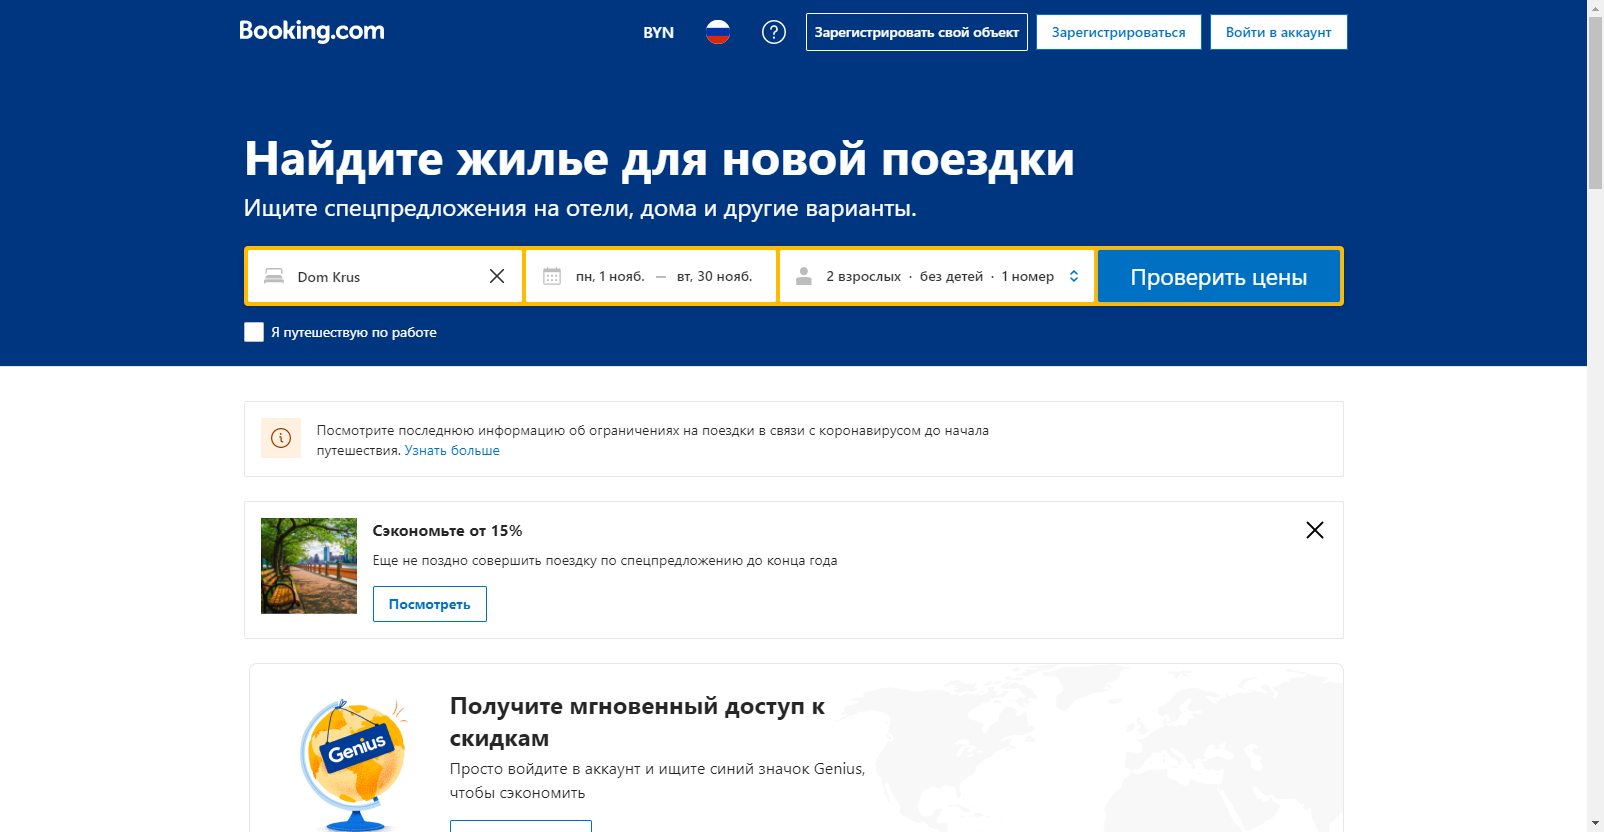 Booking.com
BYN
Зарегистрировать свой объект
Зарегистрироваться
Войти в аккаунт
Найдите жилье для новой поездки
Ищите спецпредложения на отели, дома и другие варианты.
Dom Krus
пн, 1 нояб. — вт, 30 нояб.
2 взрослых · без детей · 1 номер
Проверить цены
Я путешествую по работе
Посмотрите последнюю информацию об ограничениях на поездки в связи с коронавирусом до начала
путешествия. Узнать больше
Сэкономьте от 15%
Еще не поздно совершить поездку по спецпредложению до конца года
Посмотреть
Genius
Получите мгновенный доступ к
скидкам
Просто войдите в аккаунт и ищите синий значок Genius,
чтобы сэкономить